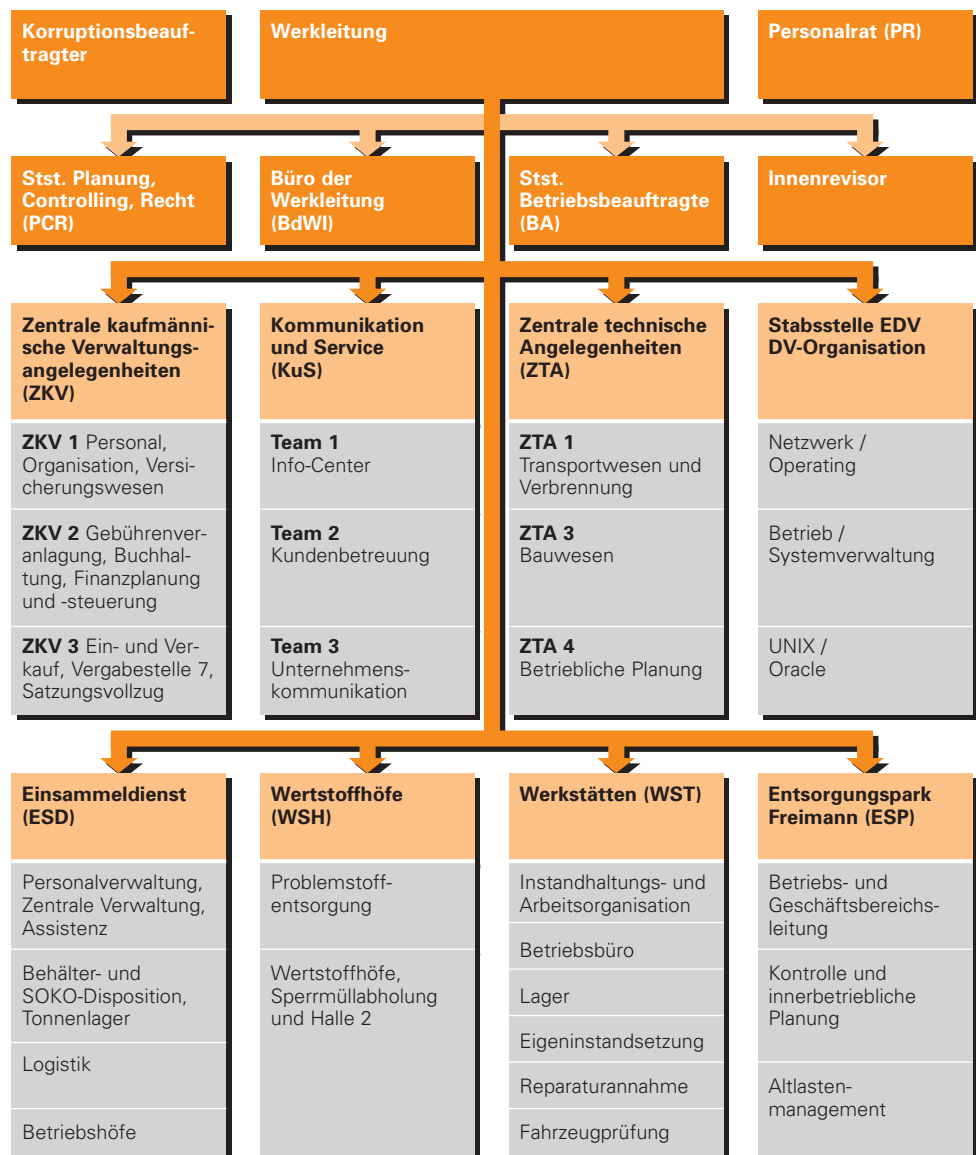 Korruptionsbeauf-
tragter
Werkleitung
Personalrat (PR)
Stst. Planung,
Controlling, Recht
(PCR)
Büro der
Werkleitung
(BdWl)
Stst.
Betriebsbeauftragte
(BA)
Innenrevisor
Zentrale kaufmänni-
sche Verwaltungs-
angelegenheiten
(ZKV)
ZKV 1 Personal,
Organisation, Versi-
cherungswesen
ZKV 2 Gebührenver-
anlagung, Buchhal-
tung, Finanzplanung
und -steuerung
ZKV 3 Ein- und Ver-
kauf, Vergabestelle 7,
Satzungsvollzug
Kommunikation
und Service
(KuS)
Team 1
Info-Center
Team 2
Kundenbetreuung
Team 3
Unternehmens-
kommunikation
Zentrale technische
Angelegenheiten
(ZTA)
ZTA 1
Transportwesen und
Verbrennung
ZTA 3
Bauwesen
ZTA 4
Betriebliche Planung
Stabsstelle EDV
DV-Organisation
Netzwerk /
Operating
Betrieb /
Systemverwaltung
UNIX /
Oracle
Einsammeldienst
(ESD)
Personalverwaltung,
Zentrale Verwaltung,
Assistenz
Behälter- und
SOKO-Disposition,
Tonnenlager
Logistik
Betriebshöfe
Wertstoffhöfe
(WSH)
Problemstoff-
entsorgung
Wertstoffhöfe,
Sperrmüllabholung
und Halle 2
Werkstätten (WST)
Instandhaltungs- und
Arbeitsorganisation
Betriebsbüro
Lager
Eigeninstandsetzung
Reparaturannahme
Fahrzeugprüfung
Entsorgungspark
Freimann (ESP)
Betriebs- und
Geschäftsbereichs-
leitung
Kontrolle und
innerbetriebliche
Planung
Altlasten-
management